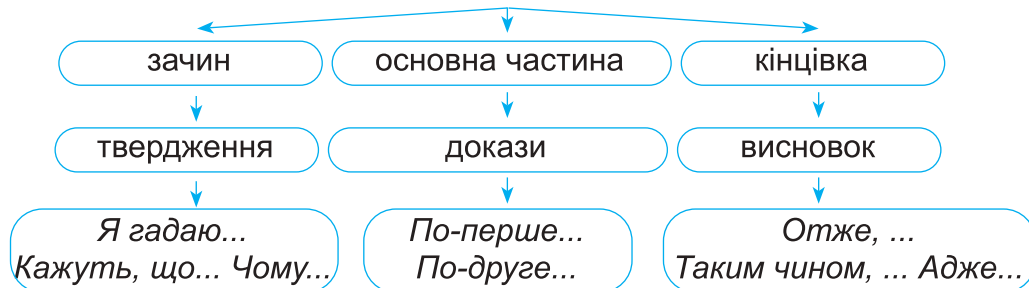 зачин
основна частина
кінцівка
твердження
докази
висновок
Я гадаю...
Кажуть, що... Чому...
По-перше...
По-друге...
Отже, ...
Таким чином, ... Адже...